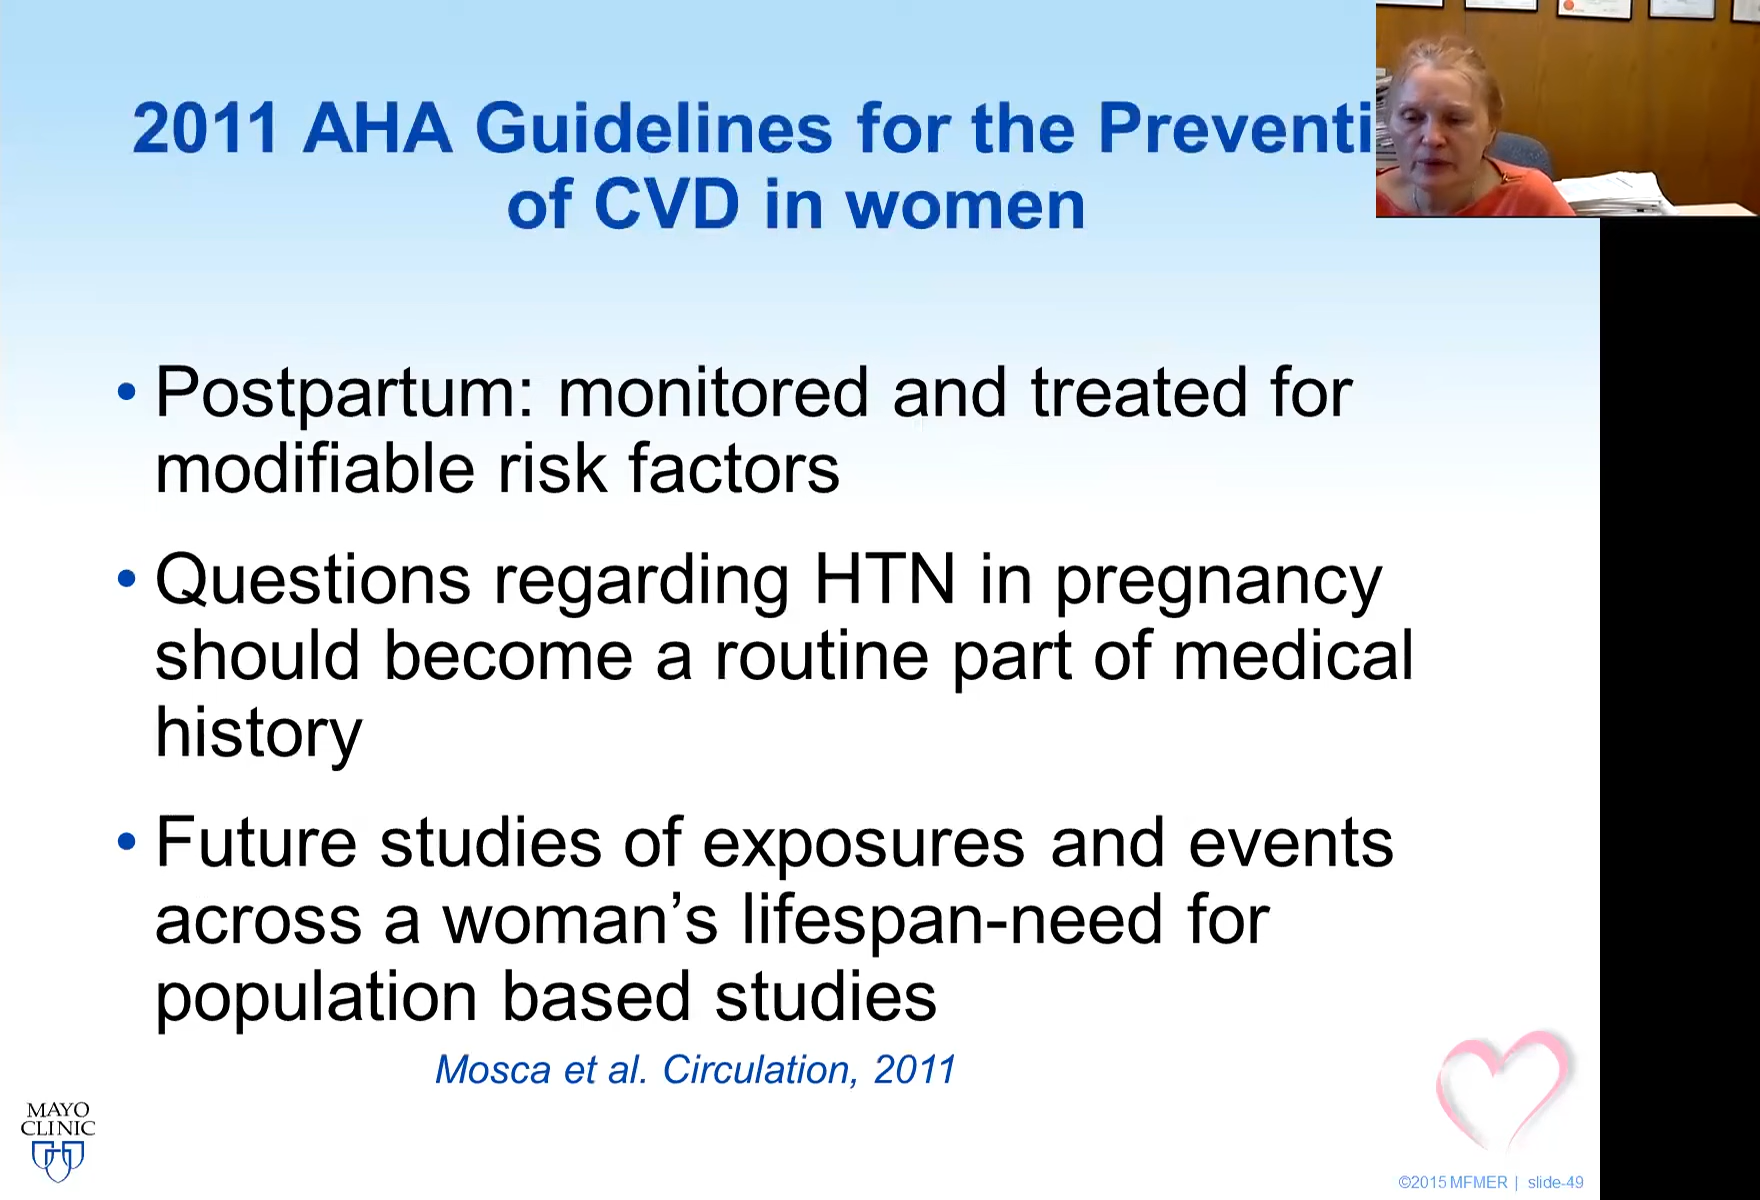 2011 AHA Guidelines for the Preventi
of CVD in women
• Postpartum: monitored and treated for
modifiable risk factors
• Questions regarding HTN in pregnancy
should become a routine part of medical
history
• Future studies of exposures and events
across a woman’s lifespan-need for
population based studies
Mosca et al. Circulation, 2011
MAYO
CLINIC
©2015 MFMER | slide-49